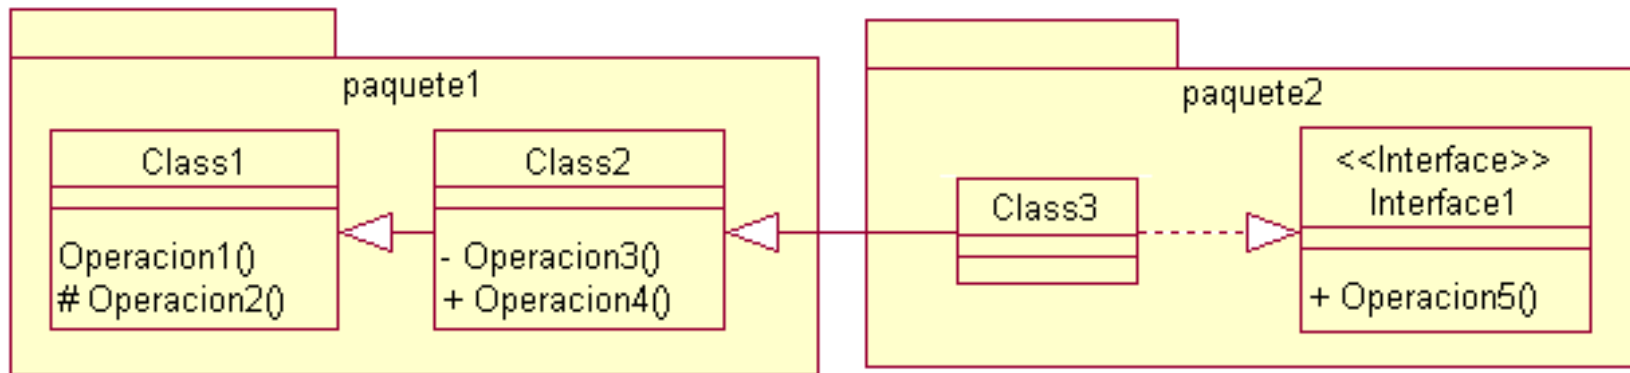 paquete1
Class1
Operacion1()
# Operacion2()
Class2
- Operacion3()
+ Operacion4()
paquete2
Class3
<<Interface>>
Interface1
+ Operacion5()